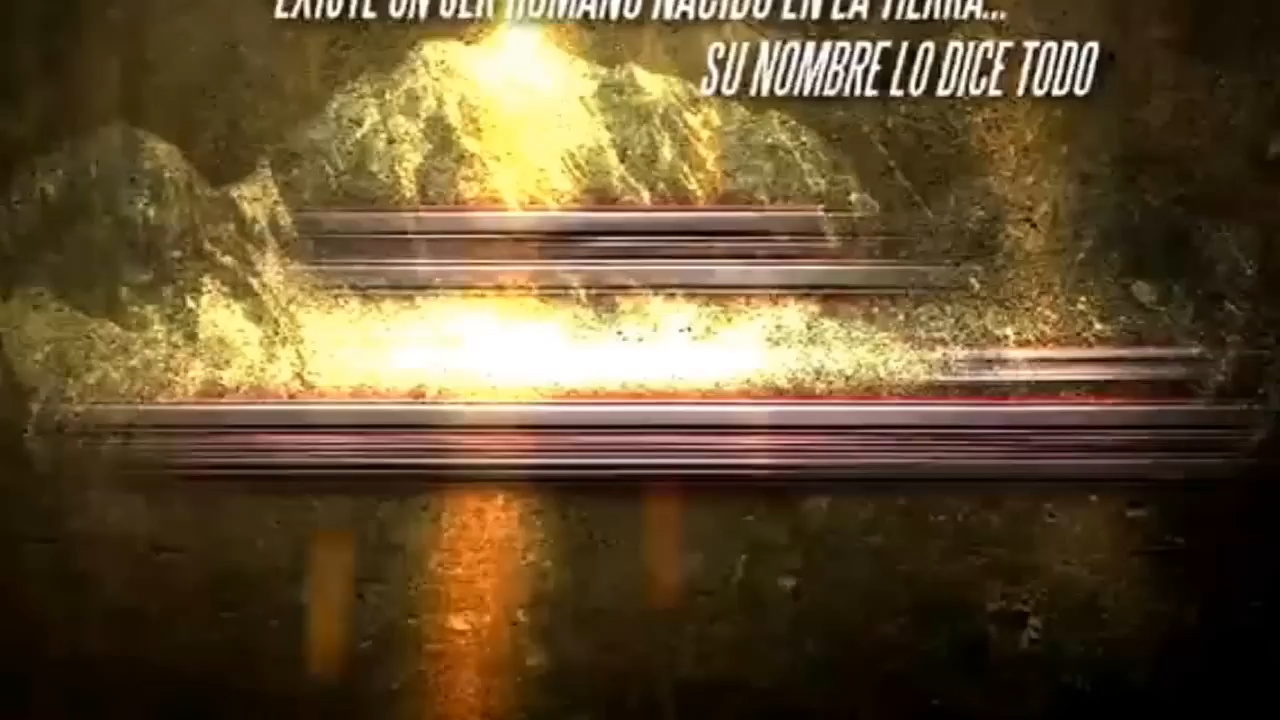 EXISTE UN SER HUMANO NACIDO EN LA TIERRA...
SU NOMBRE LO DICE TODO